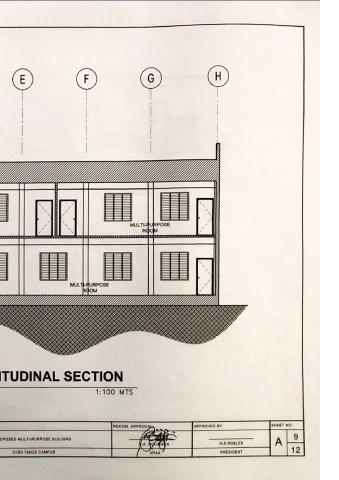 E F G H
MULTI-PURPOSE
ROOM
MULTI-PURPOSE
ROOM
ITUDINAL SECTION
1:100 MTS
RECOM. APPROVAL:
APPROVED BY:
SHEET NO.
OPOSED MULTI-PURPOSE BUILDING
H.D ROBLES
A 9
CVSU TANZA CAMPUS
VPAA
PRESIDENT
12